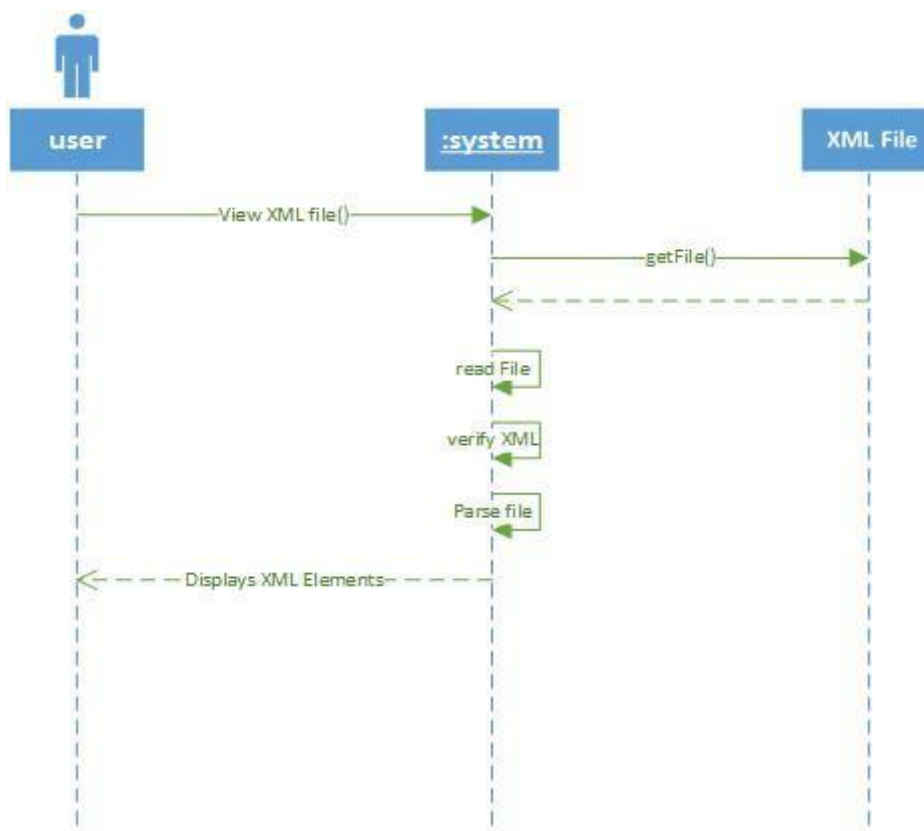 user
:system
XML File
View XML file()
getFile()
read File
verify XML
Parse file
Displays XML Elements